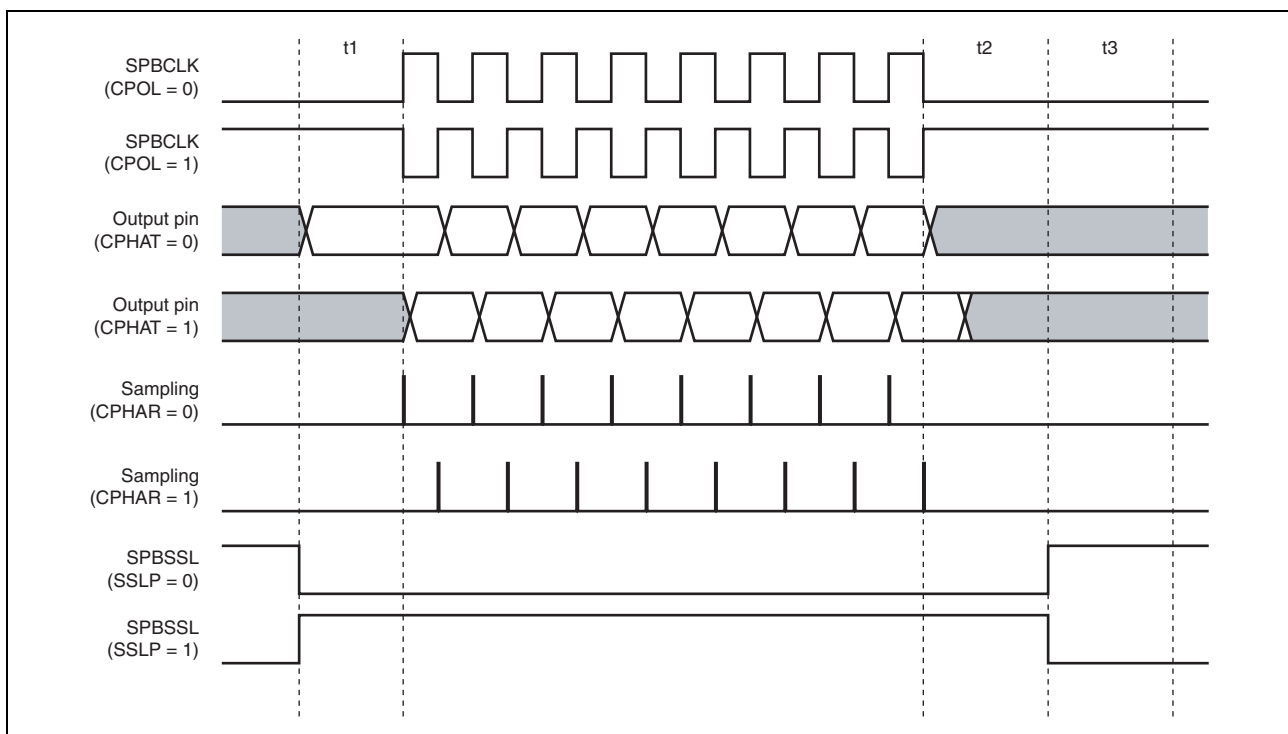 t1
t2
t3
SPBCLK
(CPOL = 0)
SPBCLK
(CPOL = 1)
Output pin
(CPHAT = 0)
Output pin
(CPHAT = 1)
Sampling
(CPHAR = 0)
Sampling
(CPHAR = 1)
SPBSSL
(SSLP = 0)
SPBSSL
(SSLP = 1)